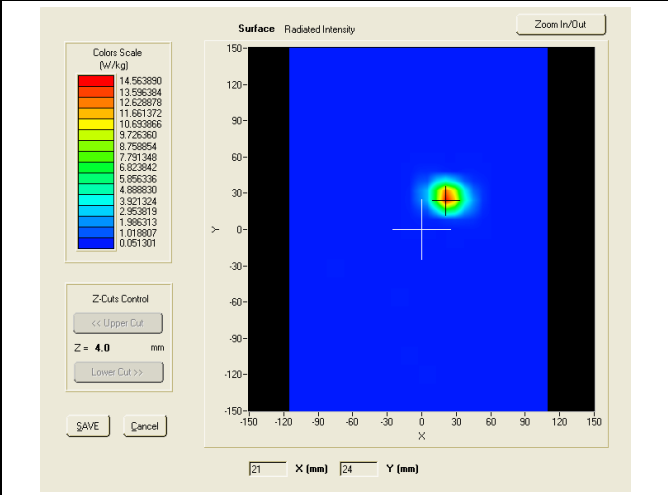 Surface Radiated Intensity
Zoom In/Out
Colors Scale
(W/kg)
14.563890
13.596384
12.628878
11.661372
10.693866
9.726360
8.758854
7.791348
6.823842
5.856336
4.888830
3.921324
2.953819
1.986313
1.018807
0.051301
Z-Cuts Control
<< Upper Cut
Z = 4.0 mm
Lower Cut >>
SAVE Cancel
150
120
90
60
30
Y 0
-30
-60
-90
-120
-150
-150 -120 -90 -60 -30 0 30 60 90 120 150
X
21 X (mm) 24 Y (mm)